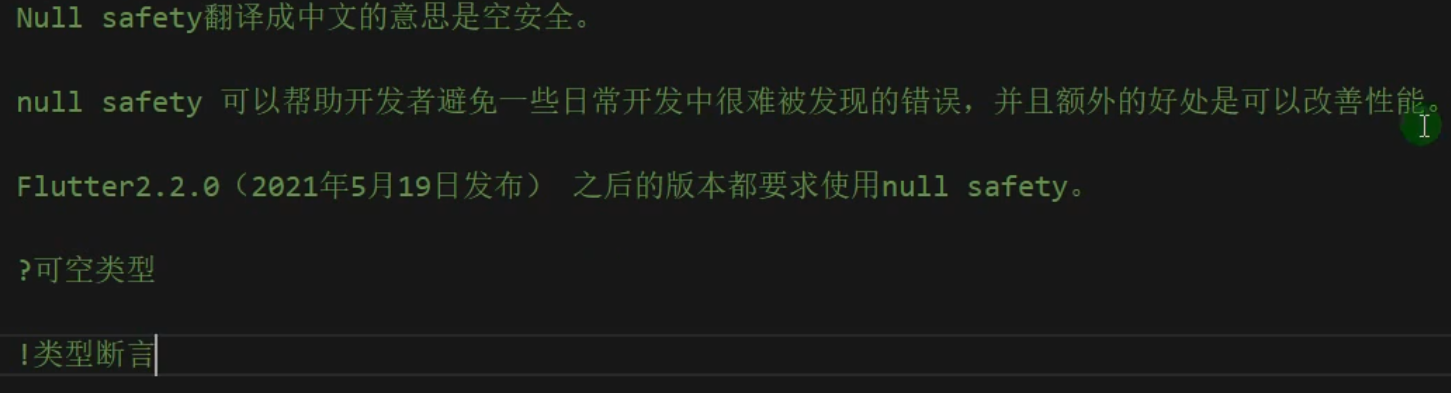 Null safety翻译成中文的意思是空安全。
null safety 可以帮助开发者避免一些日常开发中很难被发现的错误，并且额外的好处是可以改善性能。
Flutter2.2.0（2021年5月19日发布） 之后的版本都要求使用null safety。
?可空类型
!类型断言